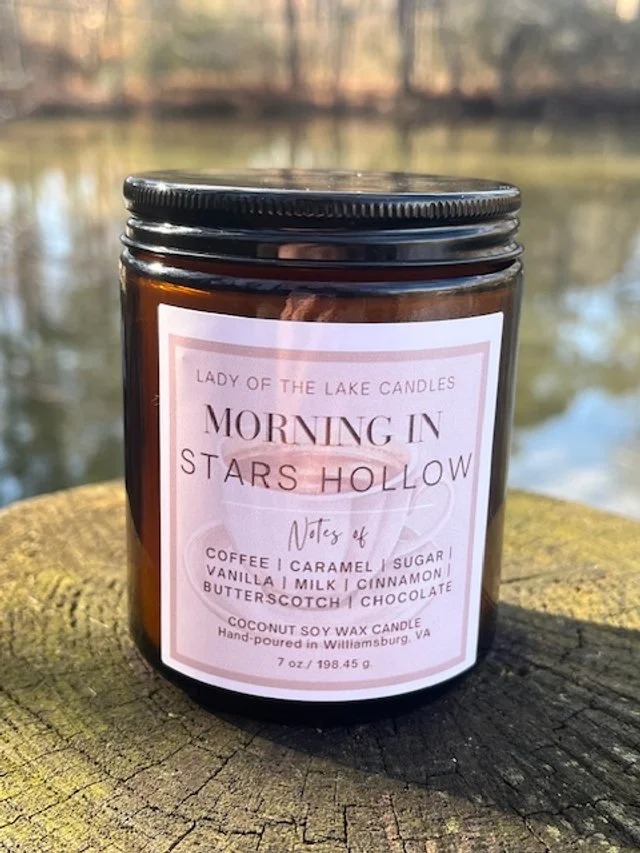 LADY OF THE LAKE CANDLES
MORNING IN
STARS HOLLOW
Notes of
COFFEE | CARAMEL | SUGAR |
VANILLA | MILK | CINNAMON |
BUTTERSCOTCH | CHOCOLATE
COCONUT SOY WAX CANDLE
Hand-poured in Williamsburg, VA
7 oz./ 198.45 g.